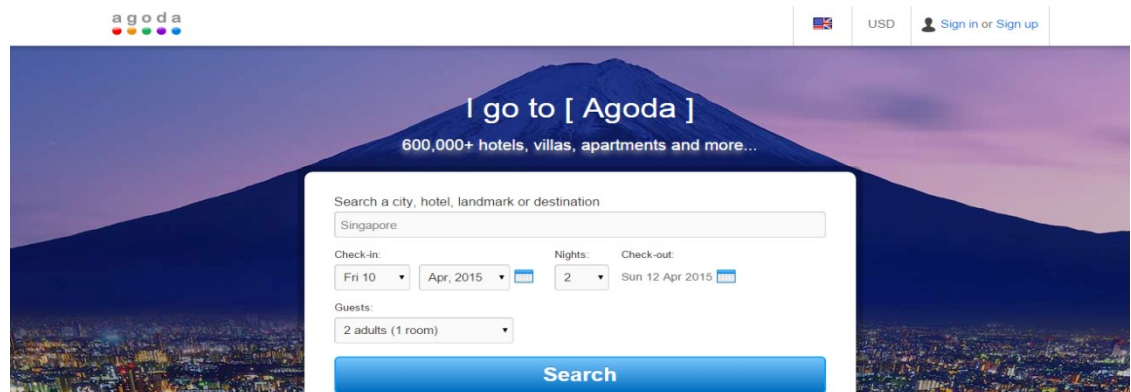 agoda
USD
Sign in or Sign up
I go to [ Agoda ]
600,000+ hotels, villas, apartments and more...
Search a city, hotel, landmark or destination
Singapore
Check-in: Nights: Check-out:
Fri 10 Apr, 2015 2 Sun 12 Apr 2015
Guests:
2 adults (1 room)
Search